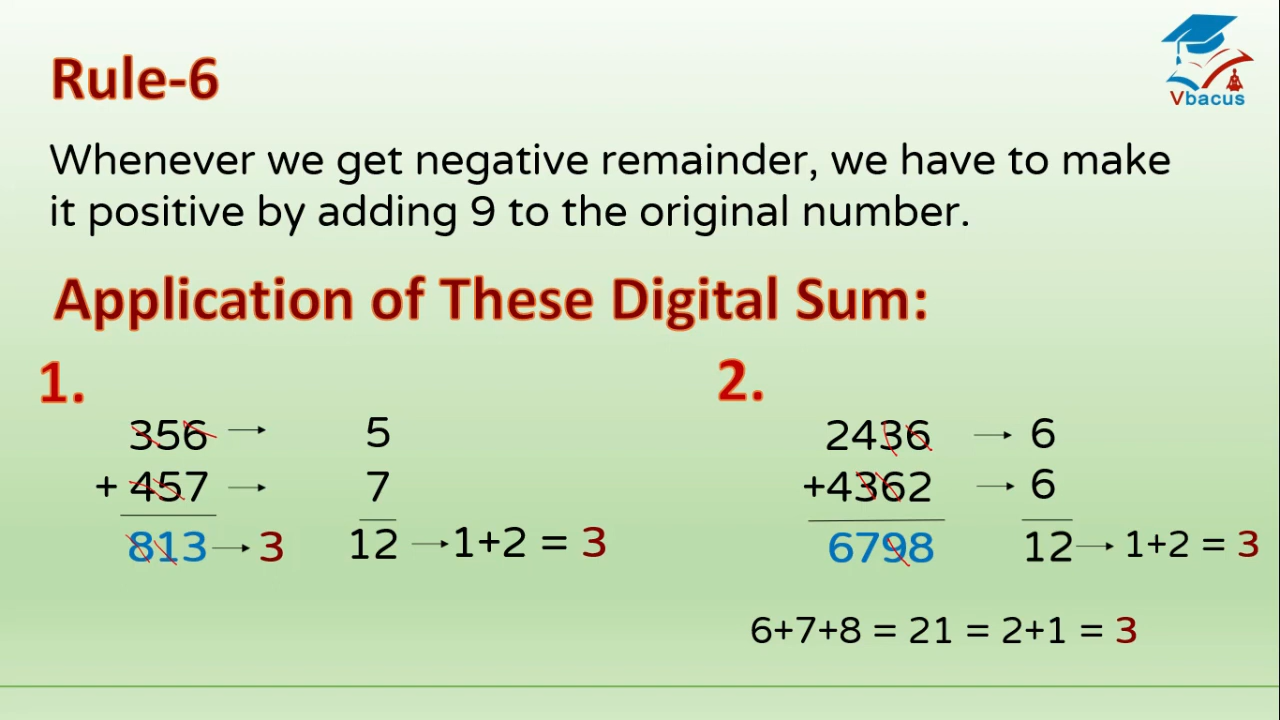 Rule-6
Vbacus
Whenever we get negative remainder, we have to make
it positive by adding 9 to the original number.
Application of These Digital Sum:
1.
356 → 5
+ 457 → 7
813 → 3 12 → 1+2 = 3
2.
2436 → 6
+4362 → 6
6798 12 → 1+2 = 3
6+7+8 = 21 = 2+1 = 3